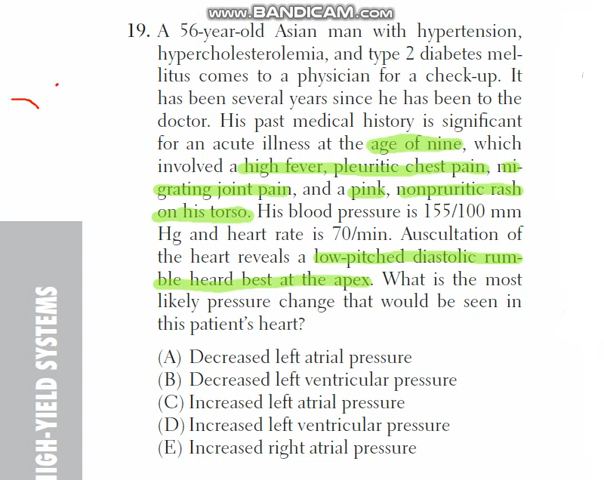 www.BANDICAM.com
19. A 56-year-old Asian man with hypertension,
hypercholesterolemia, and type 2 diabetes mel-
litus comes to a physician for a check-up. It
has been several years since he has been to the
doctor. His past medical history is significant
for an acute illness at the age of nine, which
involved a high fever, pleuritic chest pain, mi-
grating joint pain, and a pink, nonpruritic rash
on his torso. His blood pressure is 155/100 mm
Hg and heart rate is 70/min. Auscultation of
the heart reveals a low-pitched diastolic rum-
ble heard best at the apex. What is the most
likely pressure change that would be seen in
this patient's heart?
(A) Decreased left atrial pressure
(B) Decreased left ventricular pressure
(C) Increased left atrial pressure
(D) Increased left ventricular pressure
(E) Increased right atrial pressure
HIGH-YIELD SYSTEMS